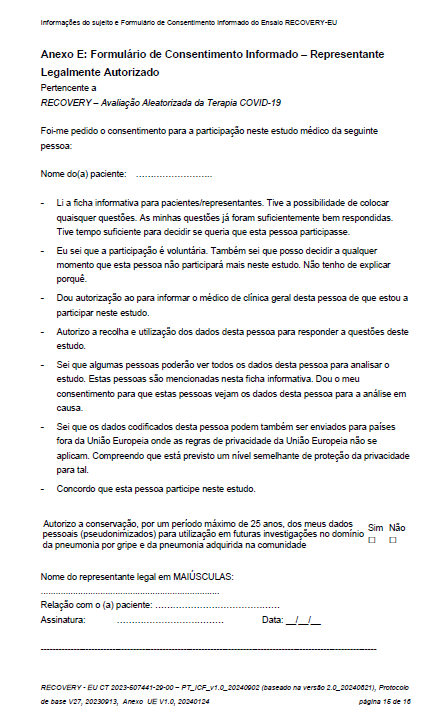 Informações do sujeito e Formulário de Consentimento Informado do Ensaio RECOVERY-EU
Anexo E: Formulário de Consentimento Informado – Representante
Legalmente Autorizado
Pertencente a
RECOVERY – Avaliação Aleatorizada da Terapia COVID-19
Foi-me pedido o consentimento para a participação neste estudo médico da seguinte
pessoa:
Nome do(a) paciente: ……………………..
- Li a ficha informativa para pacientes/representantes. Tive a possibilidade de colocar
quaisquer questões. As minhas questões já foram suficientemente bem respondidas.
Tive tempo suficiente para decidir se queria que esta pessoa participasse.
- Eu sei que a participação é voluntária. Também sei que posso decidir a qualquer
momento que esta pessoa não participará mais neste estudo. Não tenho de explicar
porquê.
- Dou autorização ao para informar o médico de clínica geral desta pessoa de que estou a
participar neste estudo.
- Autorizo a recolha e utilização dos dados desta pessoa para responder a questões deste
estudo.
- Sei que algumas pessoas poderão ver todos os dados desta pessoa para analisar o
estudo. Estas pessoas são mencionadas nesta ficha informativa. Dou o meu
consentimento para que estas pessoas vejam os dados desta pessoa para a análise em
causa.
- Sei que os dados codificados desta pessoa podem também ser enviados para países
fora da União Europeia onde as regras de privacidade da União Europeia não se
aplicam. Compreendo que está previsto um nível semelhante de proteção da privacidade
para tal.
- Concordo que esta pessoa participe neste estudo.
Autorizo a conservação, por um período máximo de 25 anos, dos meus dados
pessoais (pseudonimizados) para utilização em futuras investigações no domínio
da pneumonia por gripe e da pneumonia adquirida na comunidade
Sim Não
☐ ☐
Nome do representante legal em MAIÚSCULAS:
...............................................................
Relação com o (a) paciente: ……………………………………
Assinatura: ……………………………… Data: __/__/__
--------------------------------------------------------------------------------
RECOVERY - EU CT 2023-507441-29-00 – PT_ICF_v1.0_20240902 (baseado na versão 2.0_20240621), Protocolo
de base V27, 20230913, Anexo UE V1.0, 20240124 página 15 de 16